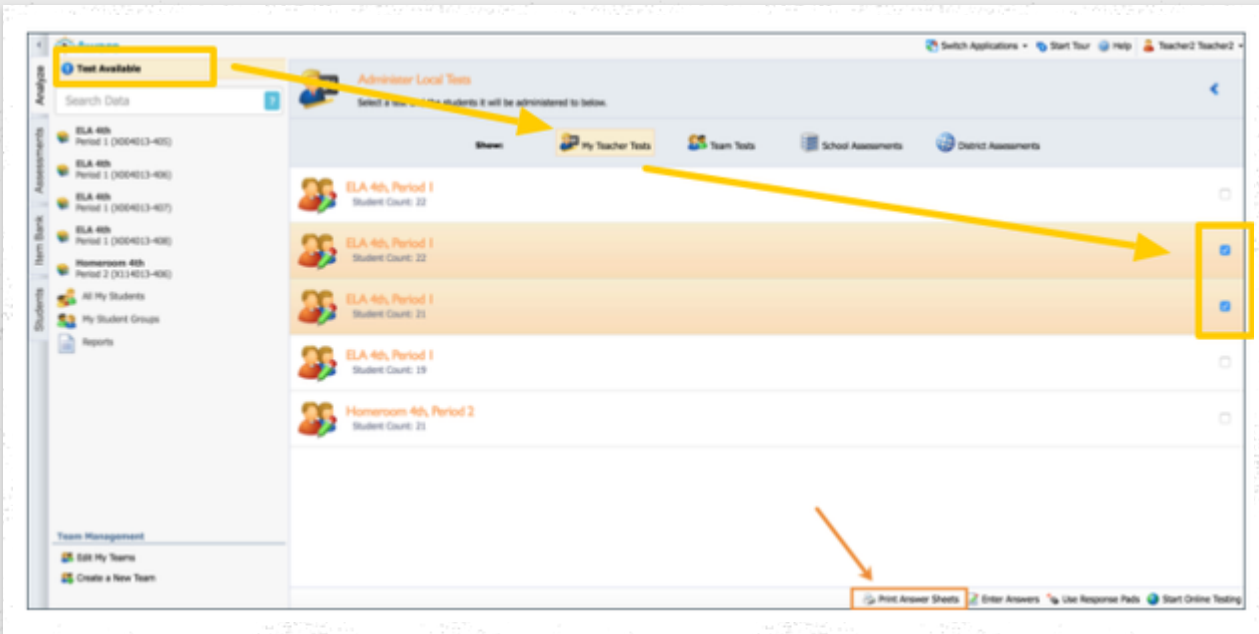 Switch Applications Start Tour Help Teacher2 Teacher2
Test Available
Search Data ?
Analyze
Assessments
Item Bank
Students
ELA 4th
Period 1 (X004013-405)
ELA 4th
Period 1 (X004013-406)
ELA 4th
Period 1 (X004013-407)
ELA 4th
Period 1 (X004013-408)
Homeroom 4th
Period 2 (X114013-406)
All My Students
My Student Groups
Reports
Team Management
Edit My Teams
Create a New Team
Administer Local Tests
Select a test and the students it will be administered to below.
Show: My Teacher Tests Team Tests School Assessments District Assessments
ELA 4th, Period 1
Student Count: 22
ELA 4th, Period 1
Student Count: 22
ELA 4th, Period 1
Student Count: 21
ELA 4th, Period 1
Student Count: 19
Homeroom 4th, Period 2
Student Count: 21
Print Answer Sheets Enter Answers Use Response Pads Start Online Testing